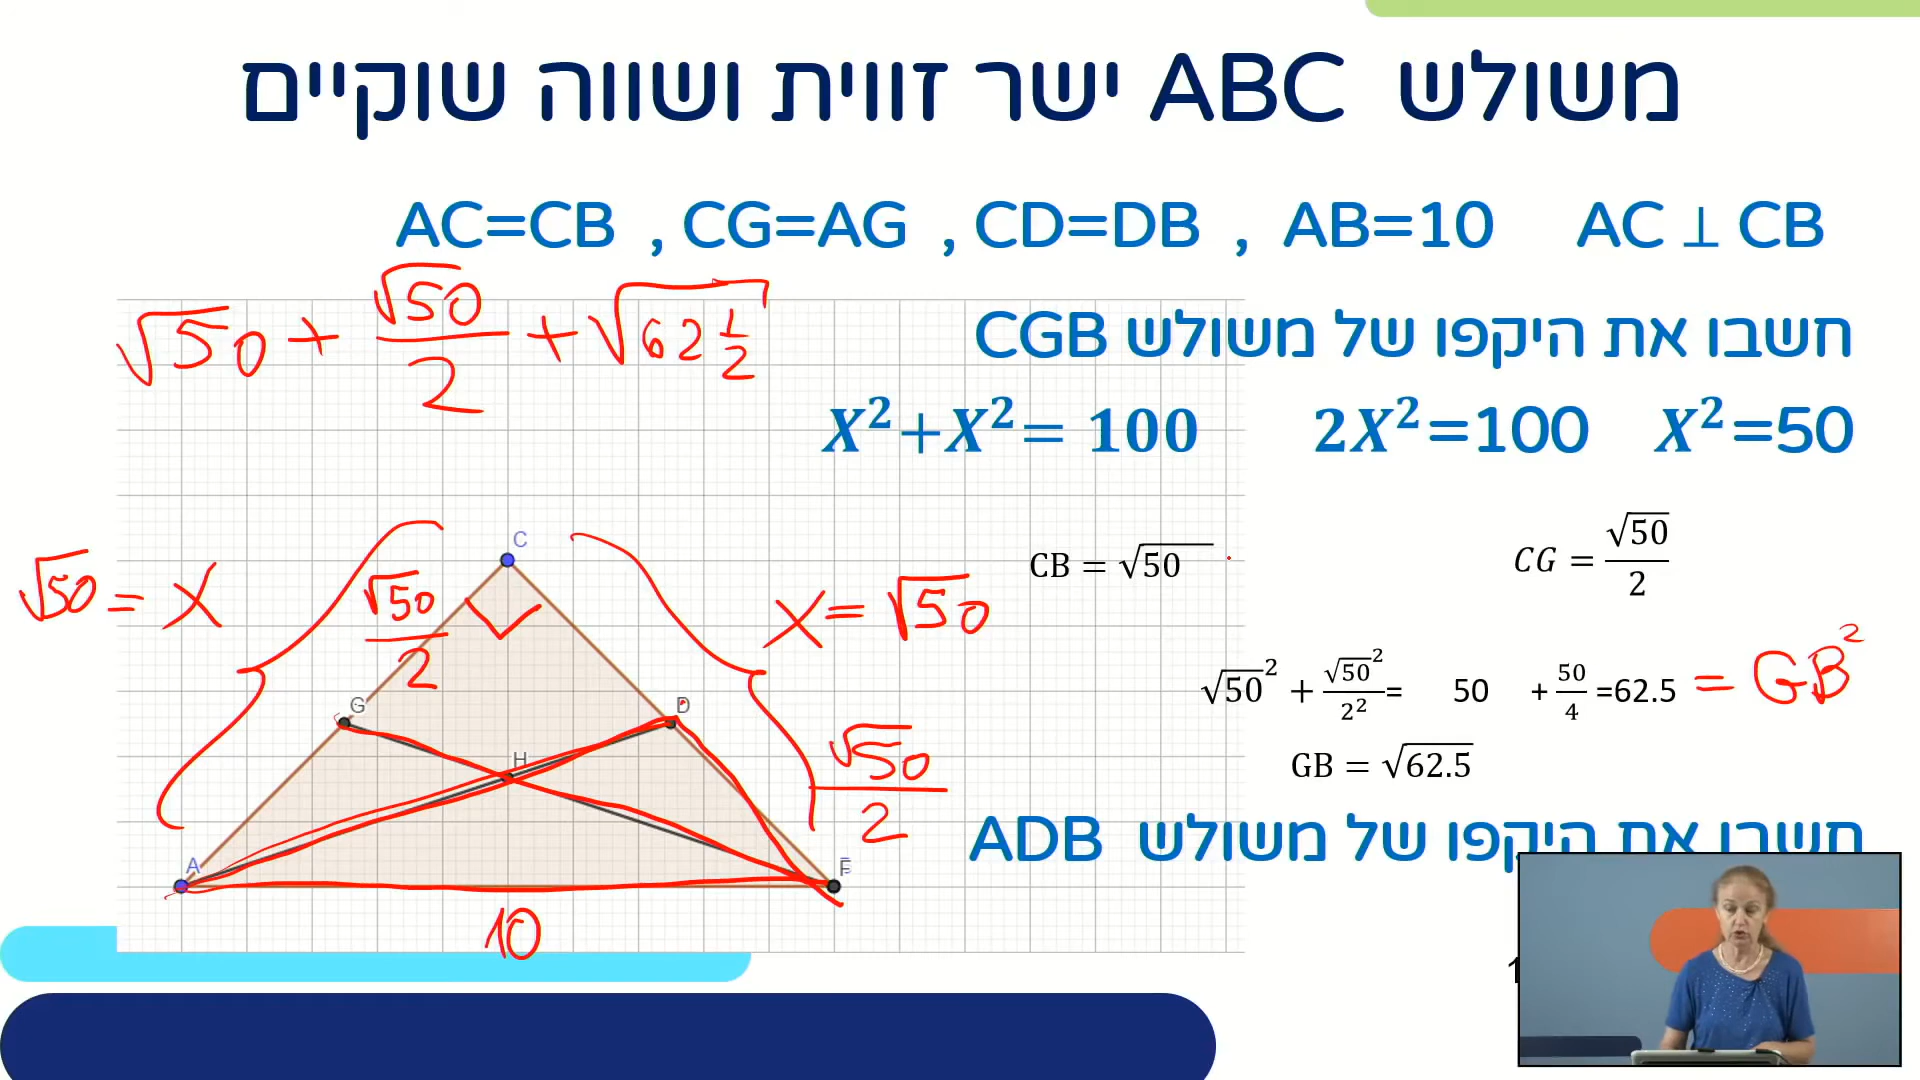 משולש ABC ישר זווית ושווה שוקיים
AC=CB , CG=AG , CD=DB , AB=10 AC ⊥ CB
√50 + √50/2 + √62 1/2
חשבו את היקפו של משולש CGB
X²+X²= 100 2X²=100 X²=50
CB = √50 CG = √50/2
√50 = X
√50/2
X = √50
C
G
D
H
A
√50² + √50²/2² = 50 + 50/4 =62.5 = GB²
GB = √62.5
√50/2
חשבו את היקפו של משולש ADB
10